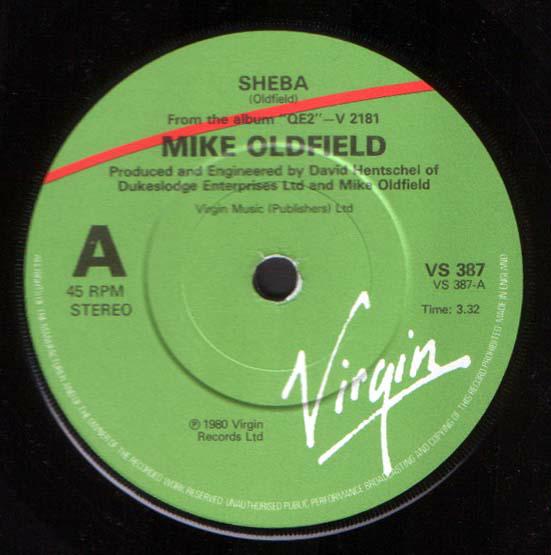 SHEBA
(Oldfield)
From the album "QE2"—V 2181
MIKE OLDFIELD
Produced and Engineered by David Hentschel of
Dukeslodge Enterprises Ltd and Mike Oldfield
Virgin Music (Publishers) Ltd
A
45 RPM
STEREO
VS 387
VS 387-A
Time: 3.32
Virgin
℗ 1980 Virgin
Records Ltd
ALL RIGHTS OF THE MANUFACTURER AND OF THE OWNER OF THE RECORDED WORK RESERVED. UNAUTHORISED PUBLIC PERFORMANCE BROADCASTING AND COPYING OF THIS RECORD PROHIBITED. MADE IN ENGLAND